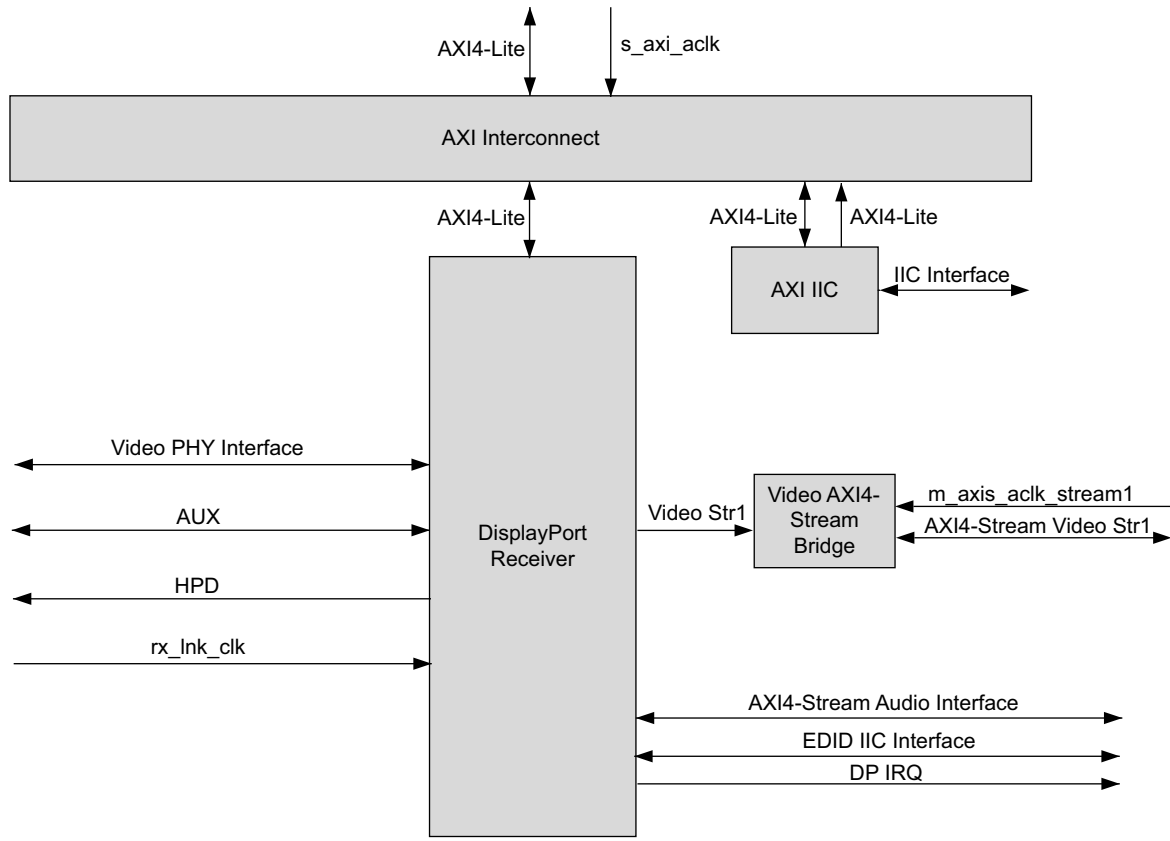 AXI4-Lite
s_axi_aclk
AXI Interconnect
AXI4-Lite
AXI4-Lite
AXI4-Lite
AXI IIC
IIC Interface
Video PHY Interface
AUX
HPD
rx_lnk_clk
DisplayPort
Receiver
Video Str1
Video AXI4-
Stream
Bridge
m_axis_aclk_stream1
AXI4-Stream Video Str1
AXI4-Stream Audio Interface
EDID IIC Interface
DP IRQ